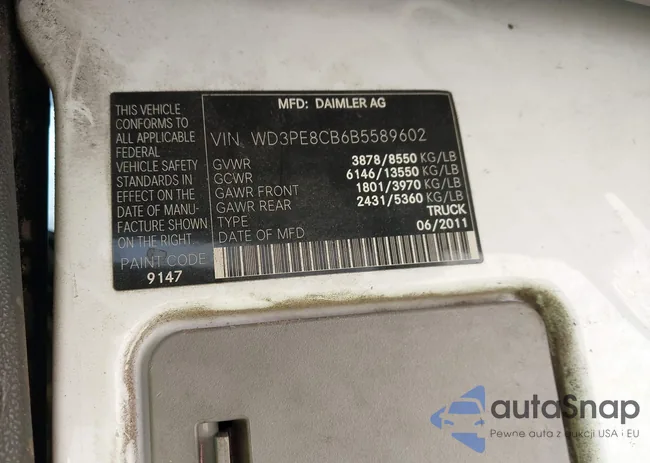 MFD: DAIMLER AG
THIS VEHICLE
CONFORMS TO
ALL APPLICABLE
FEDERAL
VEHICLE SAFETY
STANDARDS IN
EFFECT ON THE
DATE OF MANU-
FACTURE SHOWN
ON THE RIGHT
PAINT CODE
9147
VIN WD3PE8CB6B5589602
GVWR 3878/8550 KG/LB
GCWR 6146/13550 KG/LB
GAWR FRONT 1801/3970 KG/LB
GAWR REAR 2431/5360 KG/LB
TYPE TRUCK
DATE OF MFD 06/2011
autoSnap
Pewne auta z aukcji USA i EU